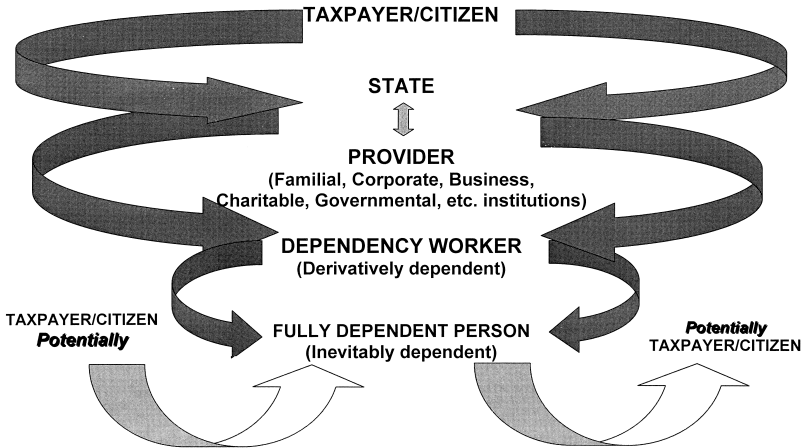 TAXPAYER/CITIZEN
STATE
PROVIDER
(Familial, Corporate, Business,
Charitable, Governmental, etc. institutions)
DEPENDENCY WORKER
(Derivatively dependent)
TAXPAYER/CITIZEN
Potentially
FULLY DEPENDENT PERSON
(Inevitably dependent)
Potentially
TAXPAYER/CITIZEN